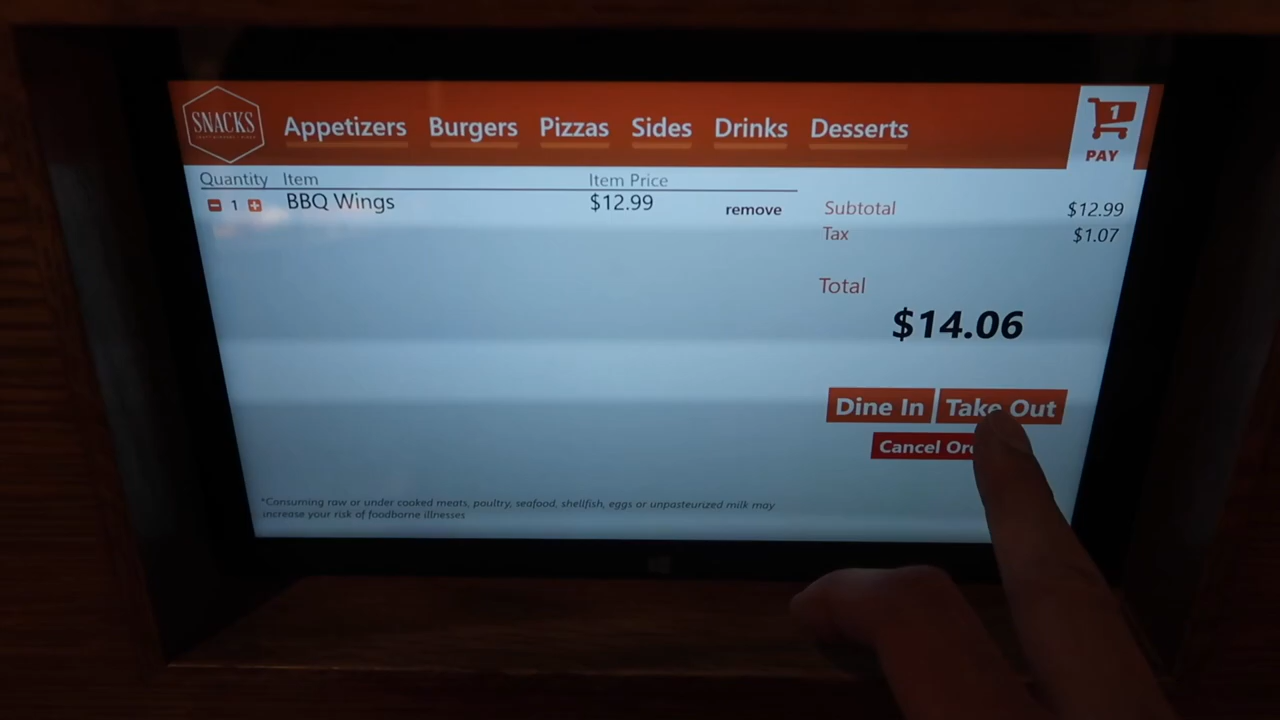 SNACKS
Appetizers Burgers Pizzas Sides Drinks Desserts
1
PAY
Quantity Item Item Price
1 BBQ Wings $12.99 remove
Subtotal $12.99
Tax $1.07
Total
$14.06
Dine In Take Out
Cancel
*Consuming raw or under cooked meats, poultry, seafood, shellfish, eggs or unpasteurized milk may
increase your risk of foodborne illnesses